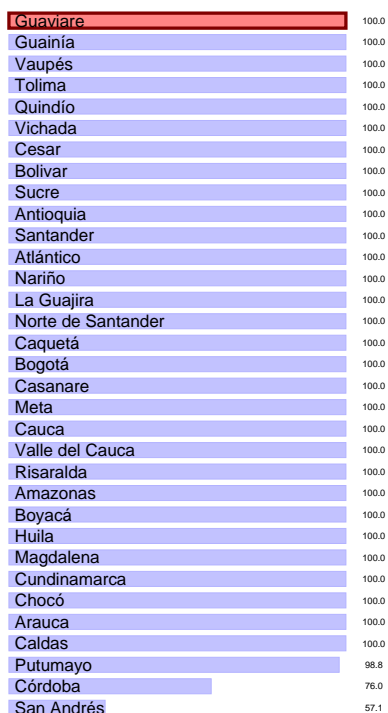 Guaviare 100.0
Guainía 100.0
Vaupés 100.0
Tolima 100.0
Quindío 100.0
Vichada 100.0
Cesar 100.0
Bolivar 100.0
Sucre 100.0
Antioquia 100.0
Santander 100.0
Atlántico 100.0
Nariño 100.0
La Guajira 100.0
Norte de Santander 100.0
Caquetá 100.0
Bogotá 100.0
Casanare 100.0
Meta 100.0
Cauca 100.0
Valle del Cauca 100.0
Risaralda 100.0
Amazonas 100.0
Boyacá 100.0
Huila 100.0
Magdalena 100.0
Cundinamarca 100.0
Chocó 100.0
Arauca 100.0
Caldas 100.0
Putumayo 98.8
Córdoba 76.0
San Andrés 57.1